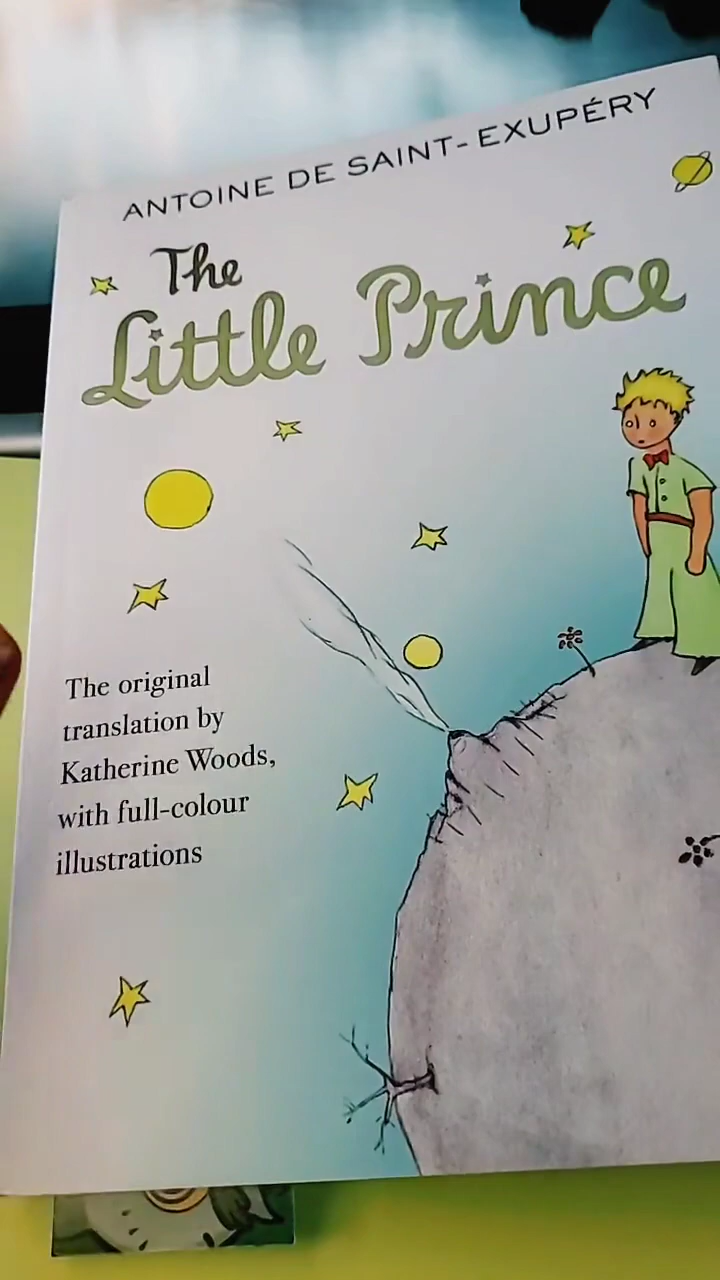 ANTOINE DE SAINT-EXUPÉRY
The
Little Prince
The original
translation by
Katherine Woods,
with full-colour
illustrations